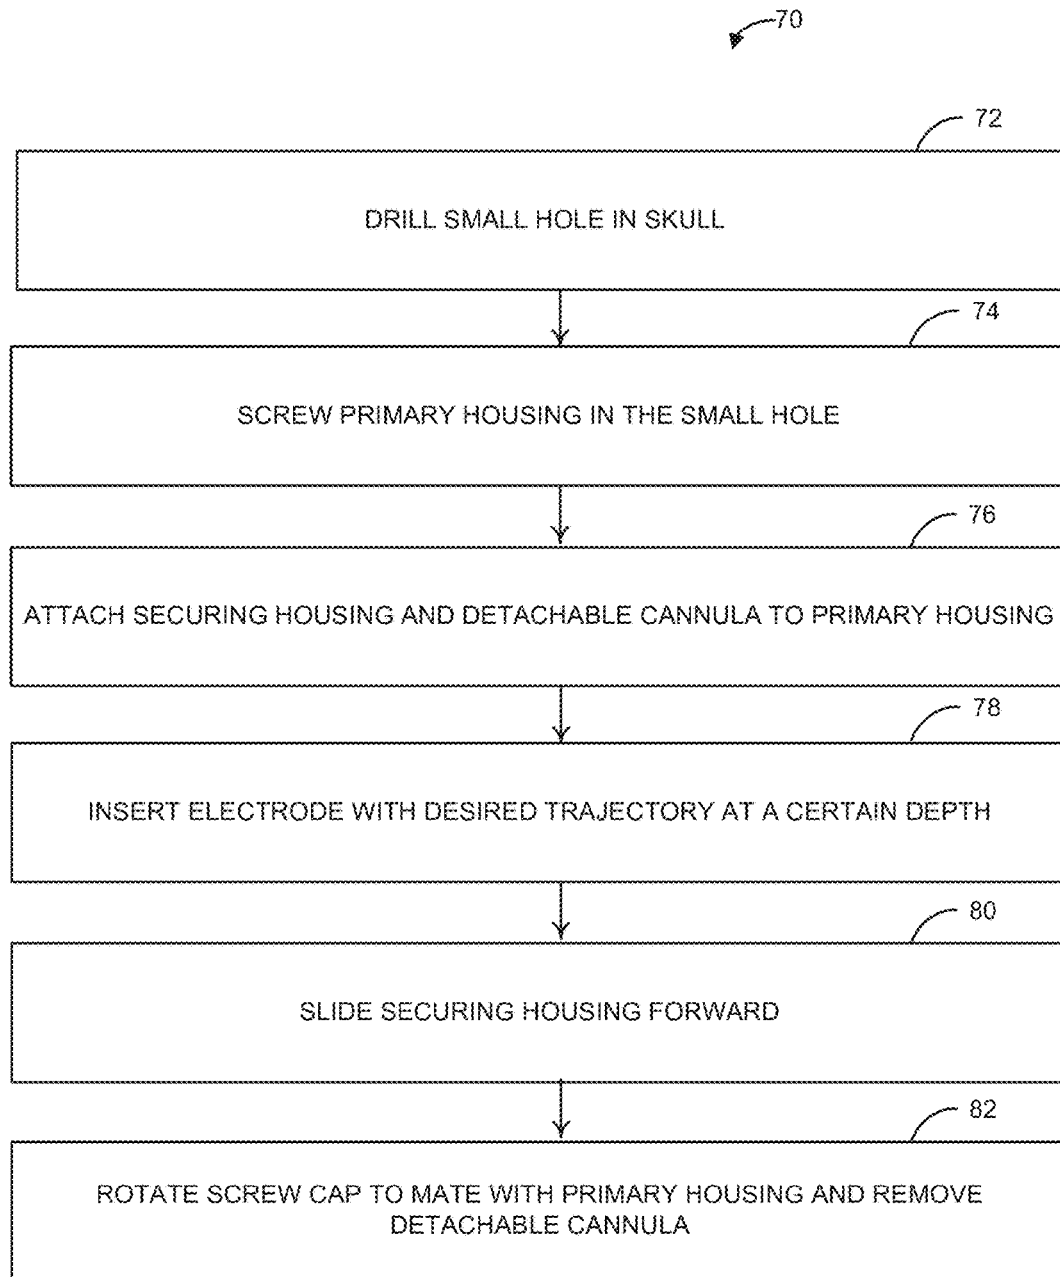 70
72
DRILL SMALL HOLE IN SKULL
74
SCREW PRIMARY HOUSING IN THE SMALL HOLE
76
ATTACH SECURING HOUSING AND DETACHABLE CANNULA TO PRIMARY HOUSING
78
INSERT ELECTRODE WITH DESIRED TRAJECTORY AT A CERTAIN DEPTH
80
SLIDE SECURING HOUSING FORWARD
82
ROTATE SCREW CAP TO MATE WITH PRIMARY HOUSING AND REMOVE
DETACHABLE CANNULA